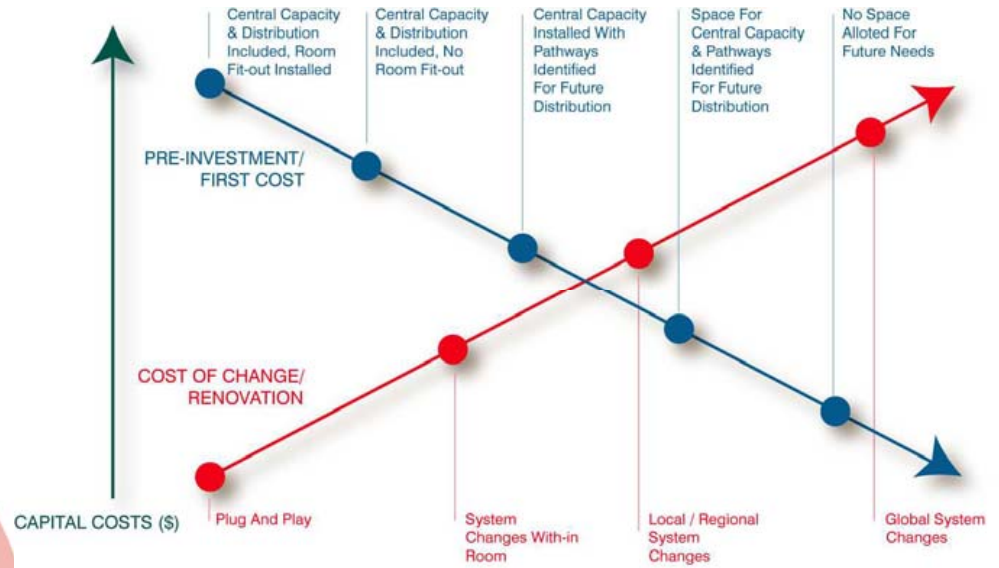 Central Capacity
& Distribution
Included, Room
Fit-out Installed
Central Capacity
& Distribution
Included, No
Room Fit-out
Central Capacity
Installed With
Pathways
Identified
For Future
Distribution
Space For
Central Capacity
& Pathways
Identified
For Future
Distribution
No Space
Alloted For
Future Needs
PRE-INVESTMENT/
FIRST COST
COST OF CHANGE/
RENOVATION
CAPITAL COSTS ($)
Plug And Play
System
Changes With-in
Room
Local / Regional
System
Changes
Global System
Changes